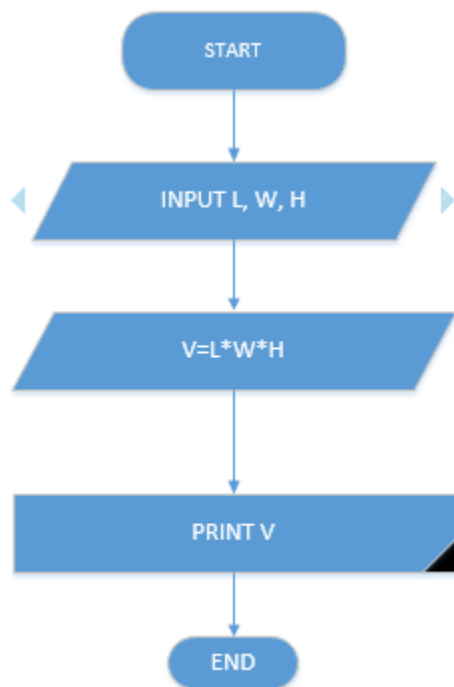 START
INPUT L, W, H
V=L*W*H
PRINT V
END